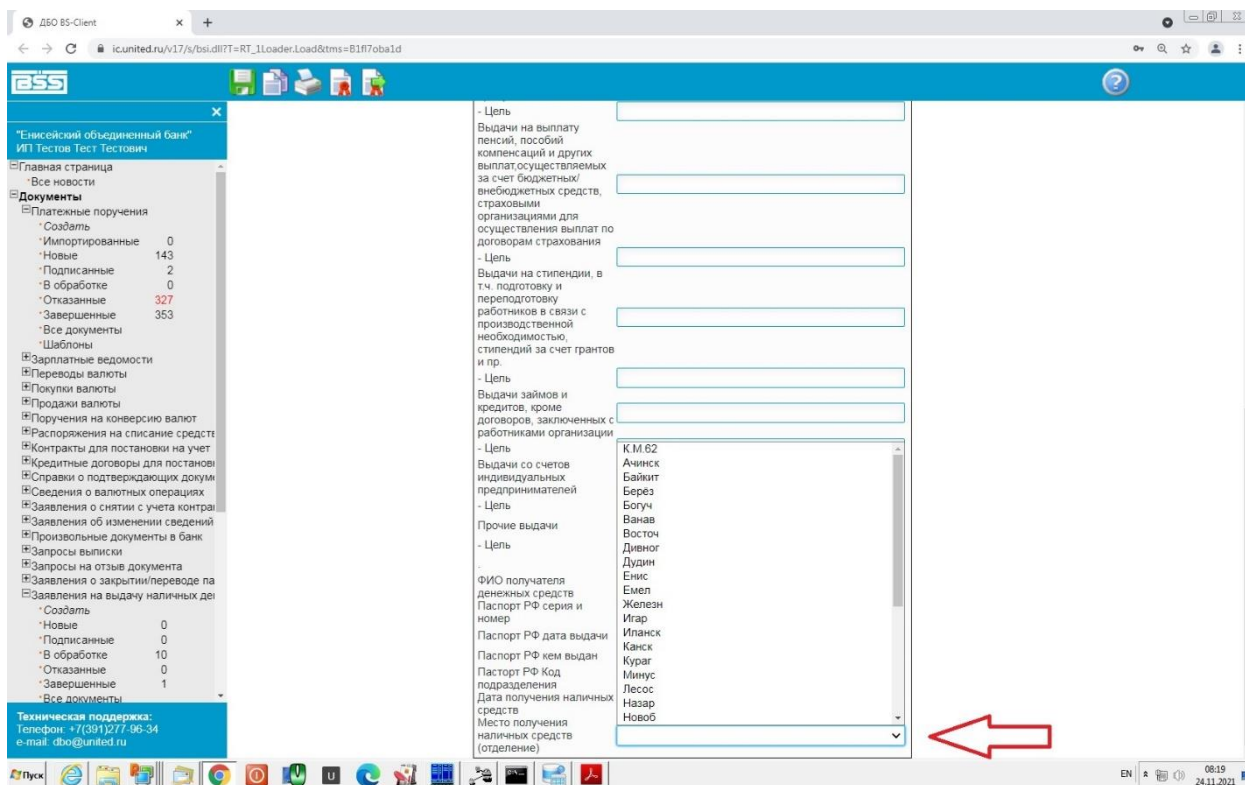 ДБО BS-Client
ic.united.ru/v17/s/bsi.dll?T=RT_1Loader.Load&tms=B1fl7oba1d
BSS
"Енисейский объединенный банк"
ИП Тестов Тест Тестович
Главная страница
Все новости
Документы
Платежные поручения
Создать
Импортированные 0
Новые 143
Подписанные 2
В обработке 0
Отказанные 327
Завершенные 353
Все документы
Шаблоны
Зарплатные ведомости
Переводы валюты
Покупки валюты
Продажи валюты
Поручения на конверсию валют
Распоряжения на списание средств
Контракты для постановки на учет
Кредитные договоры для постанов
Справки о подтверждающих докум
Сведения о валютных операциях
Заявления о снятии с учета контра
Заявления об изменении сведений
Произвольные документы в банк
Запросы выписки
Запросы на отзыв документа
Заявления о закрытии/переводе па
Заявления на выдачу наличных де
Создать
Новые 0
Подписанные 0
В обработке 10
Отказанные 0
Завершенные 1
Все документы
Техническая поддержка:
Телефон: +7(391)277-96-34
e-mail: dbo@united.ru
- Цель
Выдачи на выплату
пенсий, пособий
компенсаций и других
выплат,осуществляемых
за счет бюджетных/
внебюджетных средств,
страховыми
организациями для
осуществления выплат по
договорам страхования
- Цель
Выдачи на стипендии, в
т.ч. подготовку и
переподготовку
работников в связи с
производственной
необходимостью,
стипендий за счет грантов
и пр.
- Цель
Выдачи займов и
кредитов, кроме
договоров, заключенных с
работниками организации
- Цель
Выдачи со счетов
индивидуальных
предпринимателей
- Цель
Прочие выдачи
- Цель
.
ФИО получателя
денежных средств
Паспорт РФ серия и
номер
Паспорт РФ дата выдачи
Паспорт РФ кем выдан
Пасторт РФ Код
подразделения
Дата получения наличных
средств
Место получения
наличных средств
(отделение)
К.М.62
Ачинск
Байкит
Берёз
Богуч
Ванав
Восточ
Дивног
Дудин
Енис
Емел
Железн
Игар
Иланск
Канск
Кураг
Минус
Лесос
Назар
Новоб
Пуск
EN
08:19
24.11.2021